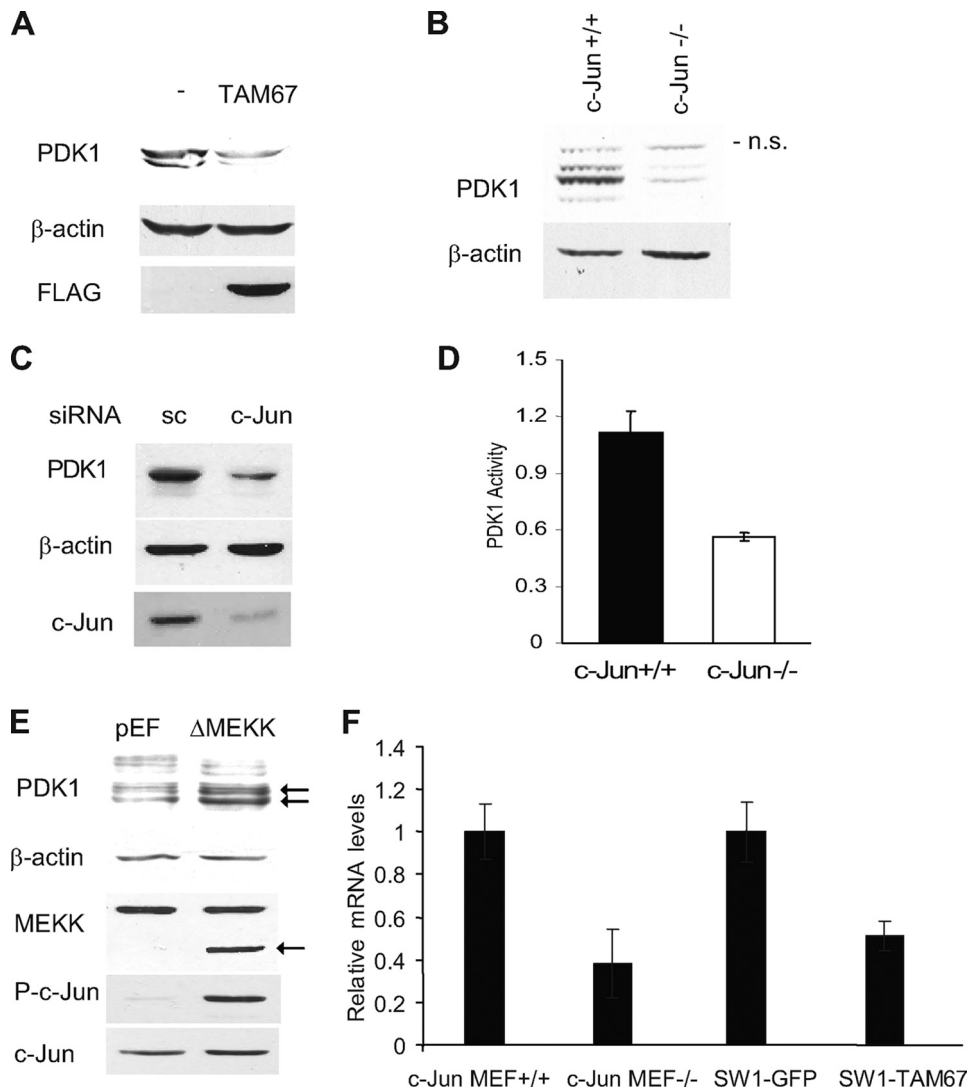 A
- TAM67
PDK1
β-actin
FLAG
B
c-Jun +/+
c-Jun -/-
- n.s.
PDK1
β-actin
C
siRNA sc c-Jun
PDK1
β-actin
c-Jun
D
1.5
1.2
0.9
0.6
0.3
0
PDK1 Activity
c-Jun+/+ c-Jun-/-
E
pEF ΔMEKK
PDK1
β-actin
MEKK
P-c-Jun
c-Jun
F
1.4
1.2
1
0.8
0.6
0.4
0.2
0
Relative mRNA levels
c-Jun MEF+/+ c-Jun MEF-/- SW1-GFP SW1-TAM67